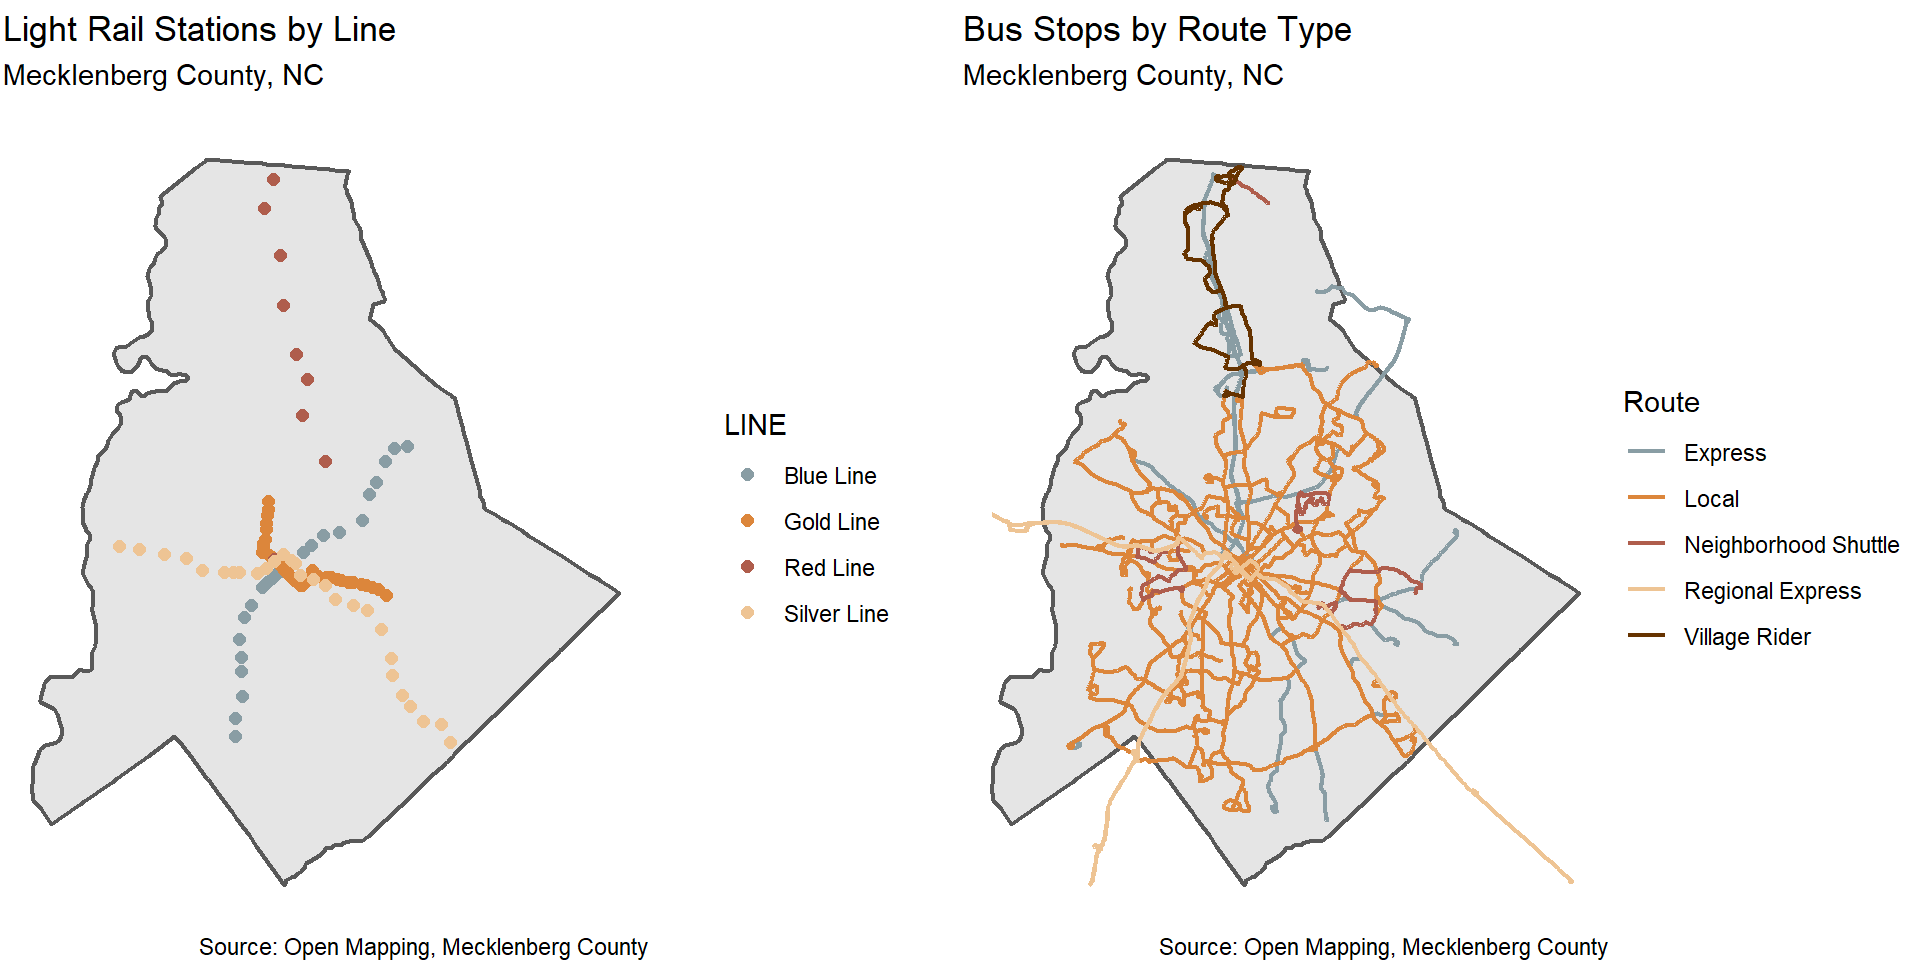 Light Rail Stations by Line
Mecklenberg County, NC
LINE
Blue Line
Gold Line
Red Line
Silver Line
Source: Open Mapping, Mecklenberg County
Bus Stops by Route Type
Mecklenberg County, NC
Route
Express
Local
Neighborhood Shuttle
Regional Express
Village Rider
Source: Open Mapping, Mecklenberg County